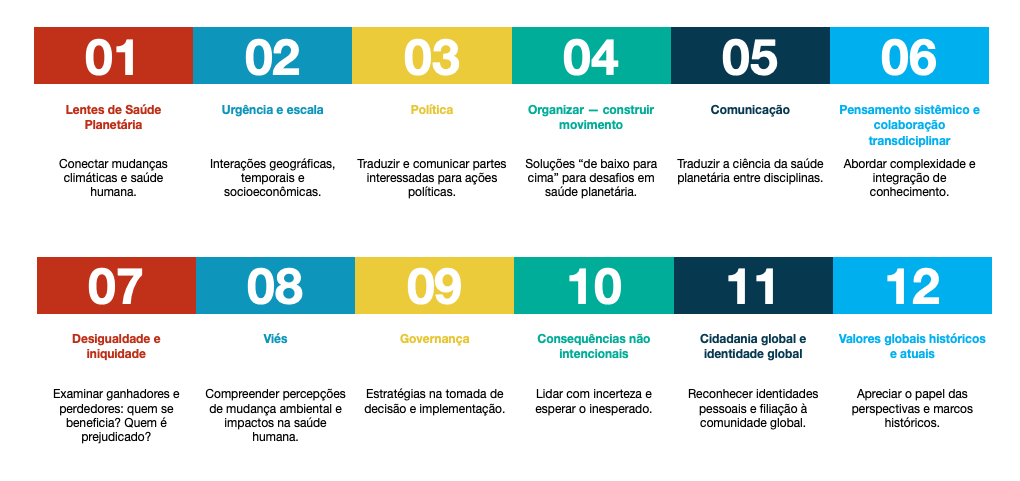 01
02
03
04
05
06
Lentes de Saúde
Planetária
Urgência e escala
Política
Organizar — construir
movimento
Comunicação
Pensamento sistêmico e
colaboração
transdiciplinar
Conectar mudanças
climáticas e saúde
humana.
Interações geográficas,
temporais e
socioeconômicas.
Traduzir e comunicar partes
interessadas para ações
políticas.
Soluções “de baixo para
cima” para desafios em
saúde planetária.
Traduzir a ciência da saúde
planetária entre disciplinas.
Abordar complexidade e
integração de
conhecimento.
07
08
09
10
11
12
Desigualdade e
iniquidade
Viés
Governança
Consequências não
intencionais
Cidadania global e
identidade global
Valores globais históricos
e atuais
Examinar ganhadores e
perdedores: quem se
beneficia? Quem é
prejudicado?
Compreender percepções
de mudança ambiental e
impactos na saúde
humana.
Estratégias na tomada de
decisão e implementação.
Lidar com incerteza e
esperar o inesperado.
Reconhecer identidades
pessoais e filiação à
comunidade global.
Apreciar o papel das
perspectivas e marcos
históricos.